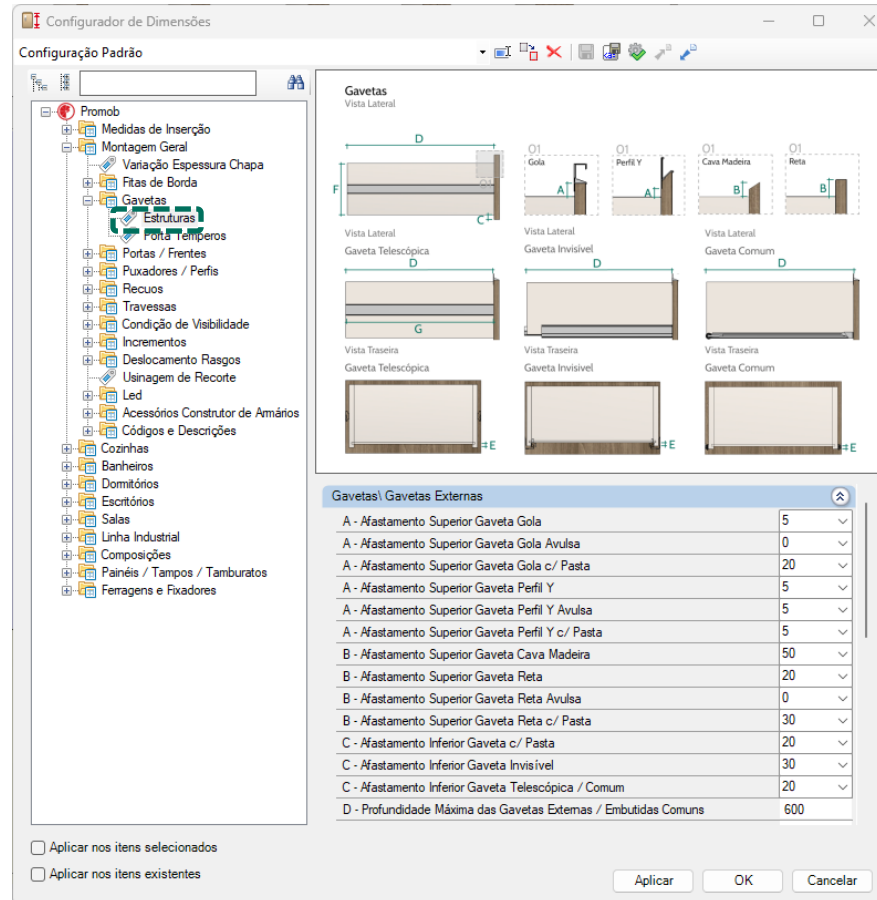 Configurador de Dimensões
Configuração Padrão
Promob
Medidas de Inserção
Montagem Geral
Variação Espessura Chapa
Fitas de Borda
Gavetas
Estruturas
Porta Temperos
Portas / Frentes
Puxadores / Perfis
Recuos
Travessas
Condição de Visibilidade
Incrementos
Deslocamento Rasgos
Usinagem de Recorte
Led
Acessórios Construtor de Armários
Códigos e Descrições
Cozinhas
Banheiros
Dormitórios
Escritórios
Salas
Linha Industrial
Composições
Painéis / Tampos / Tamburatos
Ferragens e Fixadores
Gavetas
Vista Lateral
D
F
O1
C
O1 O1 O1 O1
Gola Perfil Y Cava Madeira Reta
A A B B
Vista Lateral Vista Lateral Vista Lateral
Gaveta Telescópica Gaveta Invisível Gaveta Comum
D D D
G
Vista Traseira Vista Traseira Vista Traseira
Gaveta Telescópica Gaveta Invisivel Gaveta Comum
E E E
Gavetas\ Gavetas Externas
A - Afastamento Superior Gaveta Gola 5
A - Afastamento Superior Gaveta Gola Avulsa 0
A - Afastamento Superior Gaveta Gola c/ Pasta 20
A - Afastamento Superior Gaveta Perfil Y 5
A - Afastamento Superior Gaveta Perfil Y Avulsa 5
A - Afastamento Superior Gaveta Perfil Y c/ Pasta 5
B - Afastamento Superior Gaveta Cava Madeira 50
B - Afastamento Superior Gaveta Reta 20
B - Afastamento Superior Gaveta Reta Avulsa 0
B - Afastamento Superior Gaveta Reta c/ Pasta 30
C - Afastamento Inferior Gaveta c/ Pasta 20
C - Afastamento Inferior Gaveta Invisível 30
C - Afastamento Inferior Gaveta Telescópica / Comum 20
D - Profundidade Máxima das Gavetas Externas / Embutidas Comuns 600
Aplicar nos itens selecionados
Aplicar nos itens existentes
Aplicar OK Cancelar